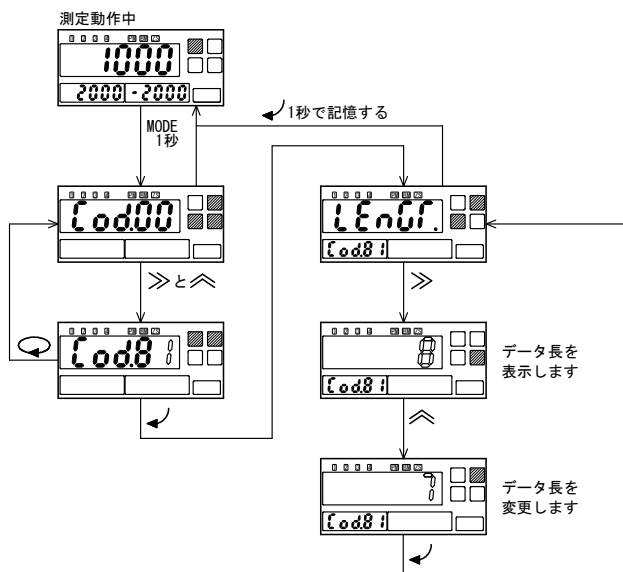 測定動作中
1000
2000 -2000
MODE
1秒
1秒で記憶する
Cod.00
LEnGT.
Cod.81
≫と︽
≫
Cod.81
8
Cod.81
データ長を
表示します
︽
7
Cod.81
データ長を
変更します